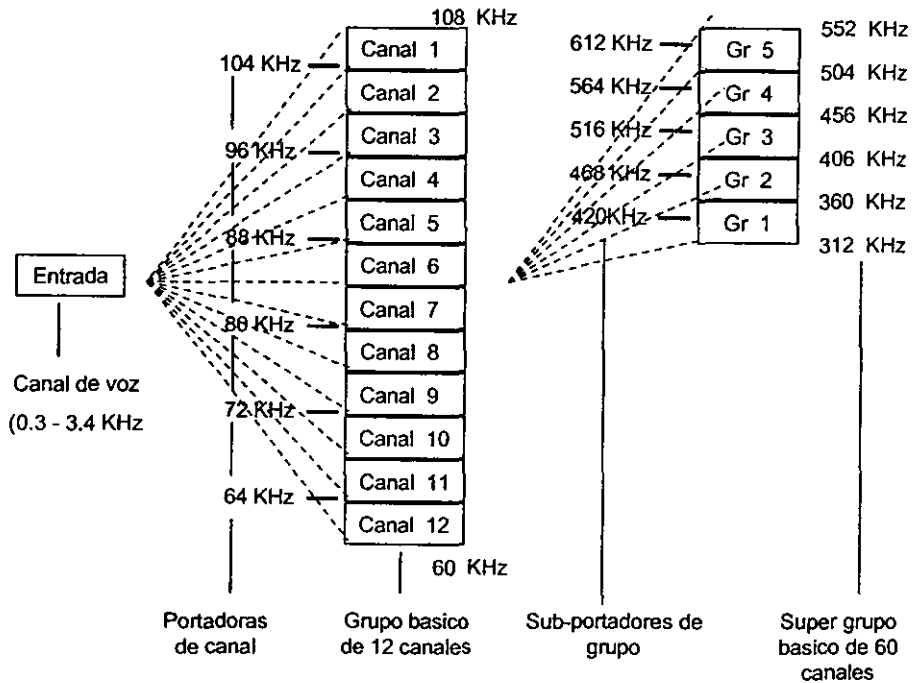 108 KHz
Canal 1
104 KHz
Canal 2
Canal 3
96 KHz
Canal 4
Canal 5
88 KHz
Canal 6
Canal 7
80 KHz
Canal 8
Canal 9
72 KHz
Canal 10
Canal 11
64 KHz
Canal 12
60 KHz
Entrada
Canal de voz
(0.3 - 3.4 KHz
Portadoras
de canal
Grupo basico
de 12 canales
612 KHz
Gr 5
552 KHz
564 KHz
Gr 4
504 KHz
516 KHz
Gr 3
456 KHz
468 KHz
Gr 2
406 KHz
420KHz
Gr 1
360 KHz
312 KHz
Sub-portadores de
grupo
Super grupo
basico de 60
canales